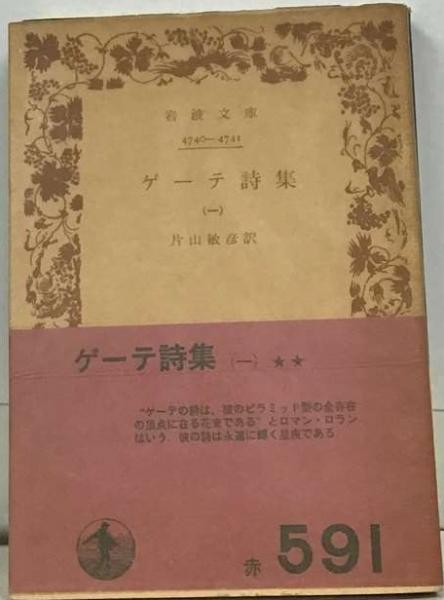 岩波文庫
4740—4741
ゲーテ詩集
(一)
片山敏彦訳
ゲーテ詩集 (一) ★★
"ゲーテの詩は、彼のピラミッド型の全存在
の頂点に在る花束である"とロマン・ロラン
はいう。彼の詩は永遠に輝く星座である
赤 591